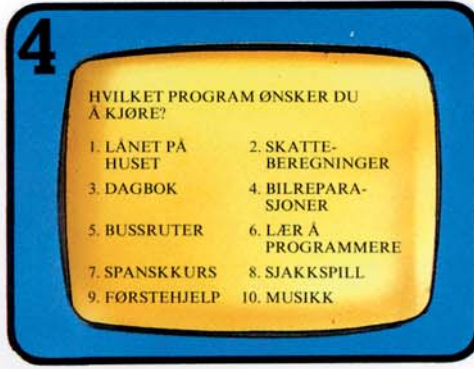 4
HVILKET PROGRAM ØNSKER DU
Å KJØRE?
1. LÅNET PÅ
HUSET
2. SKATTE-
BEREGNINGER
3. DAGBOK
4. BILREPARA-
SJONER
5. BUSSRUTER
6. LÆR Å
PROGRAMMERE
7. SPANSKKURS
8. SJAKKSPILL
9. FØRSTEHJELP
10. MUSIKK